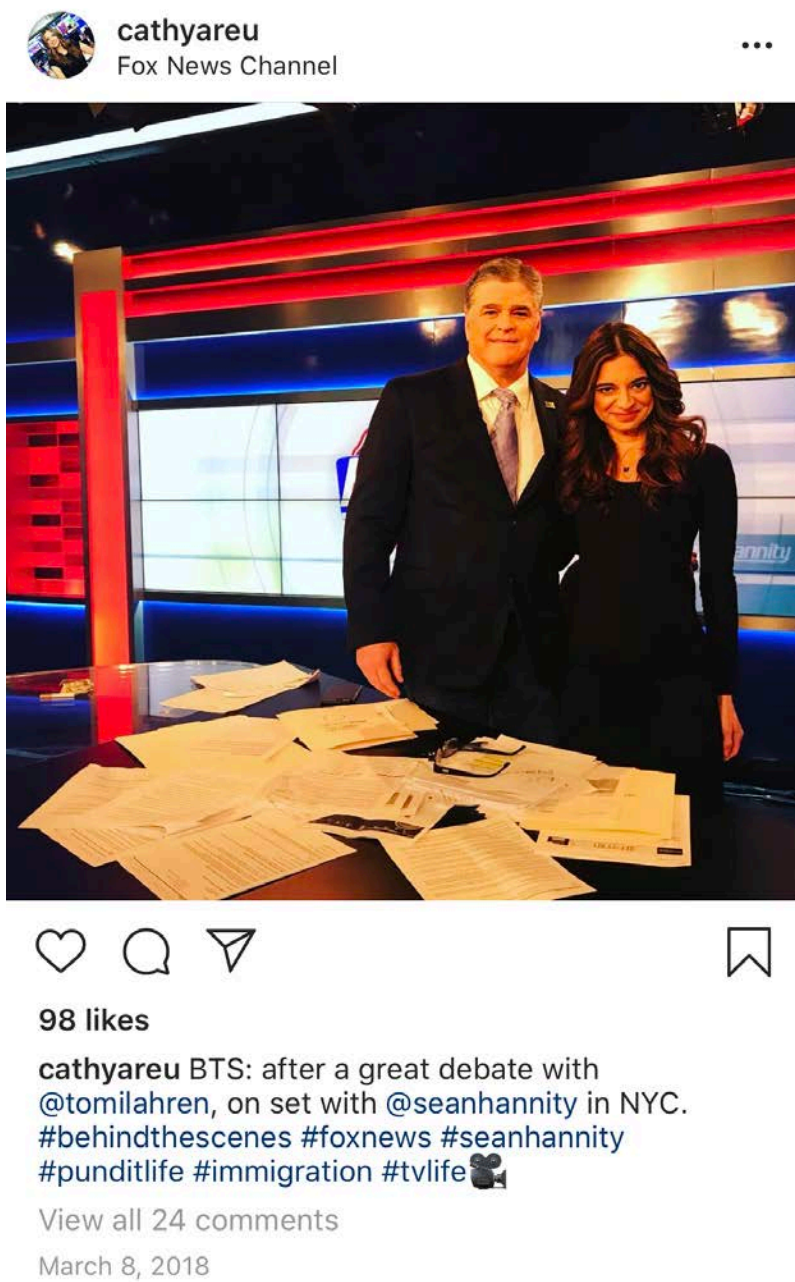 cathyareu
Fox News Channel
annity
98 likes
cathyareu BTS: after a great debate with
@tomilahren, on set with @seanhannity in NYC.
#behindthescenes #foxnews #seanhannity
#punditlife #immigration #tvlife🎥
View all 24 comments
March 8, 2018